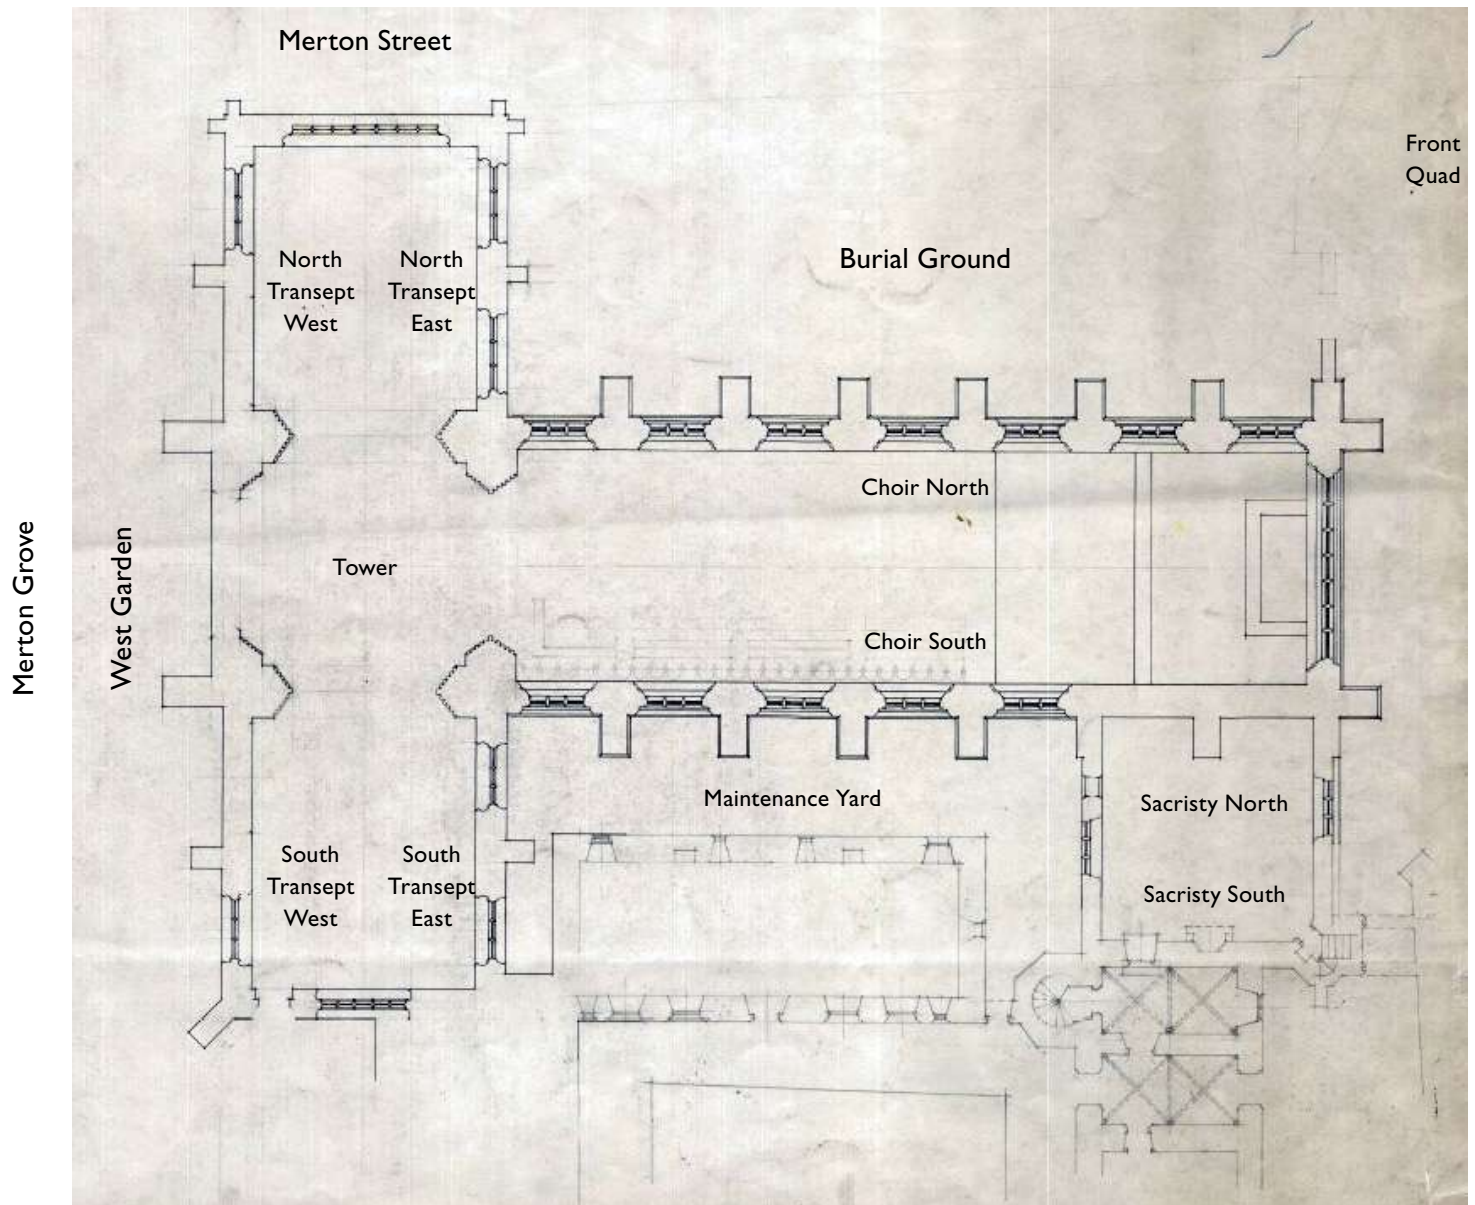 Merton Street
Front
Quad
North
Transept
West
North
Transept
East
Burial Ground
Choir North
Merton Grove
West Garden
Tower
Choir South
Maintenance Yard
Sacristy North
South
Transept
West
South
Transept
East
Sacristy South